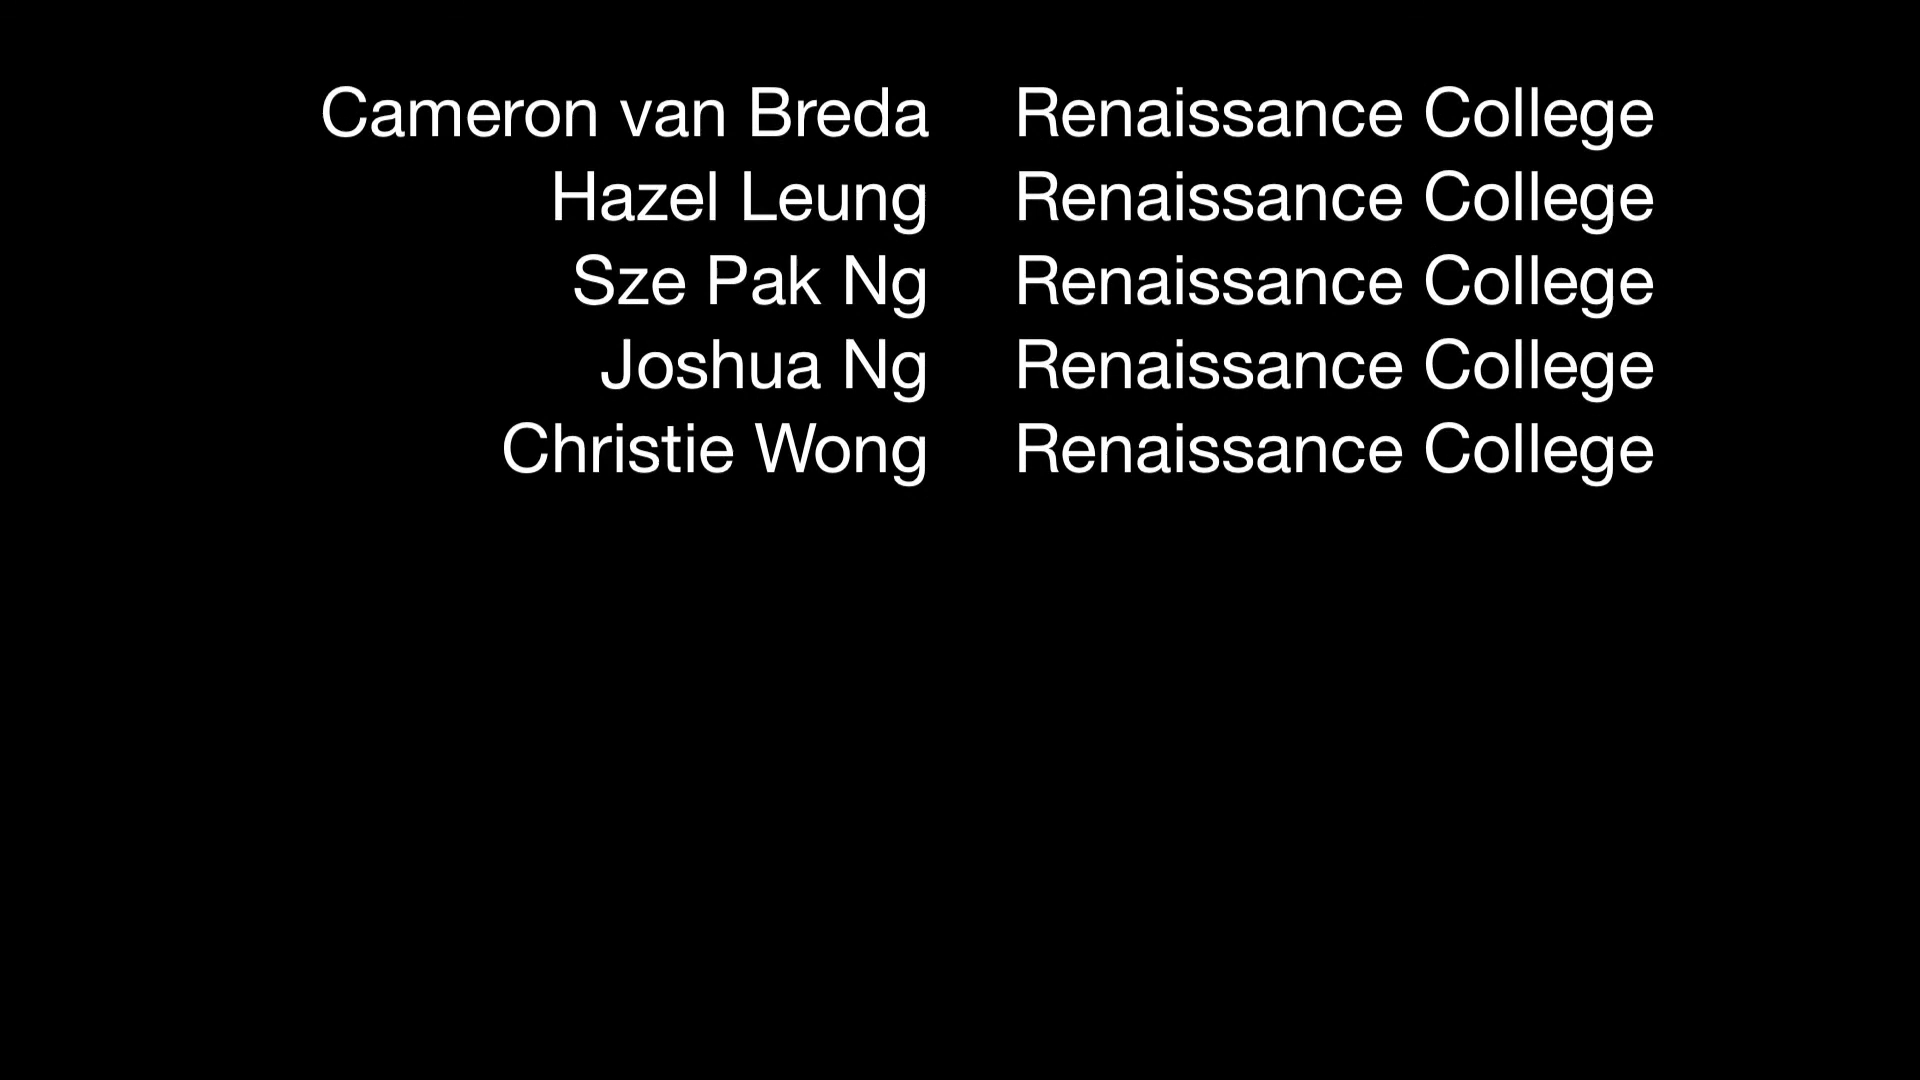 Cameron van Breda Renaissance College
Hazel Leung Renaissance College
Sze Pak Ng Renaissance College
Joshua Ng Renaissance College
Christie Wong Renaissance College